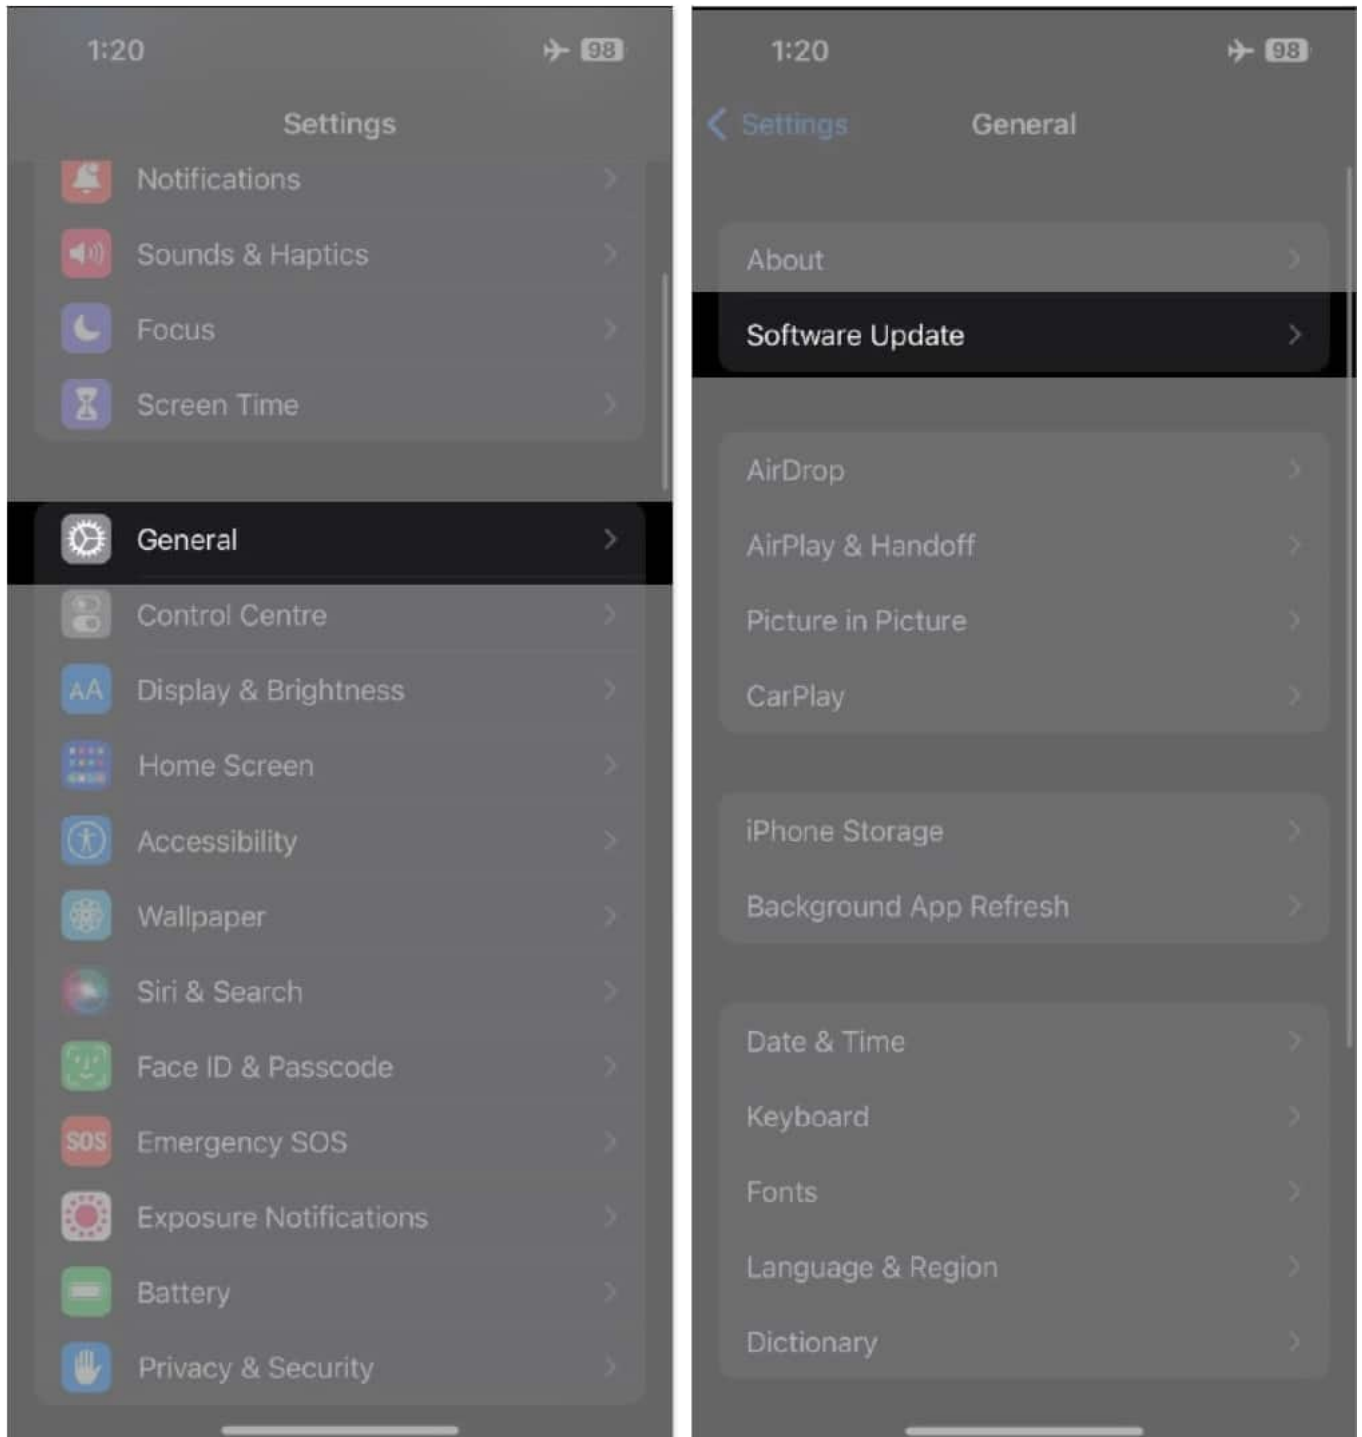 1:20
98
Settings
Notifications
Sounds & Haptics
Focus
Screen Time
General
Control Centre
AA
Display & Brightness
Home Screen
Accessibility
Wallpaper
Siri & Search
Face ID & Passcode
SOS
Emergency SOS
Exposure Notifications
Battery
Privacy & Security
1:20
98
Settings
General
About
Software Update
AirDrop
AirPlay & Handoff
Picture in Picture
CarPlay
iPhone Storage
Background App Refresh
Date & Time
Keyboard
Fonts
Language & Region
Dictionary